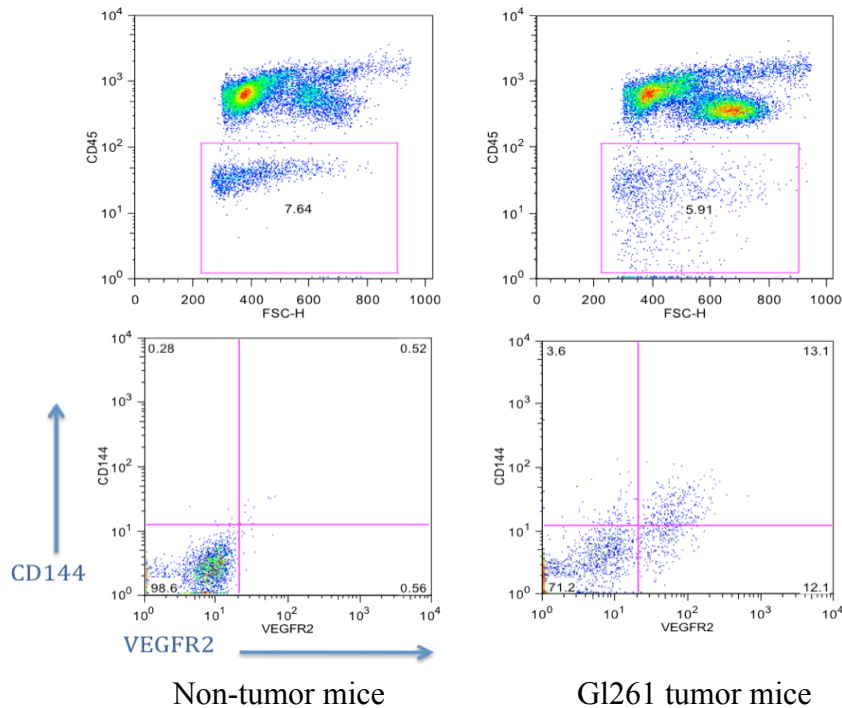 10⁴
10³
10²
10¹
10⁰
CD45
7.64
0 200 400 600 800 1000
FSC-H
10⁴
10³
10²
10¹
10⁰
CD45
5.91
0 200 400 600 800 1000
FSC-H
10⁴
10³
10²
10¹
10⁰
CD144
0.28 0.52
98.6 0.56
10⁰ 10¹ 10² 10³ 10⁴
VEGFR2
10⁴
10³
10²
10¹
10⁰
CD144
3.6 13.1
71.2 12.1
10⁰ 10¹ 10² 10³ 10⁴
VEGFR2
CD144
VEGFR2
Non-tumor mice
Gl261 tumor mice